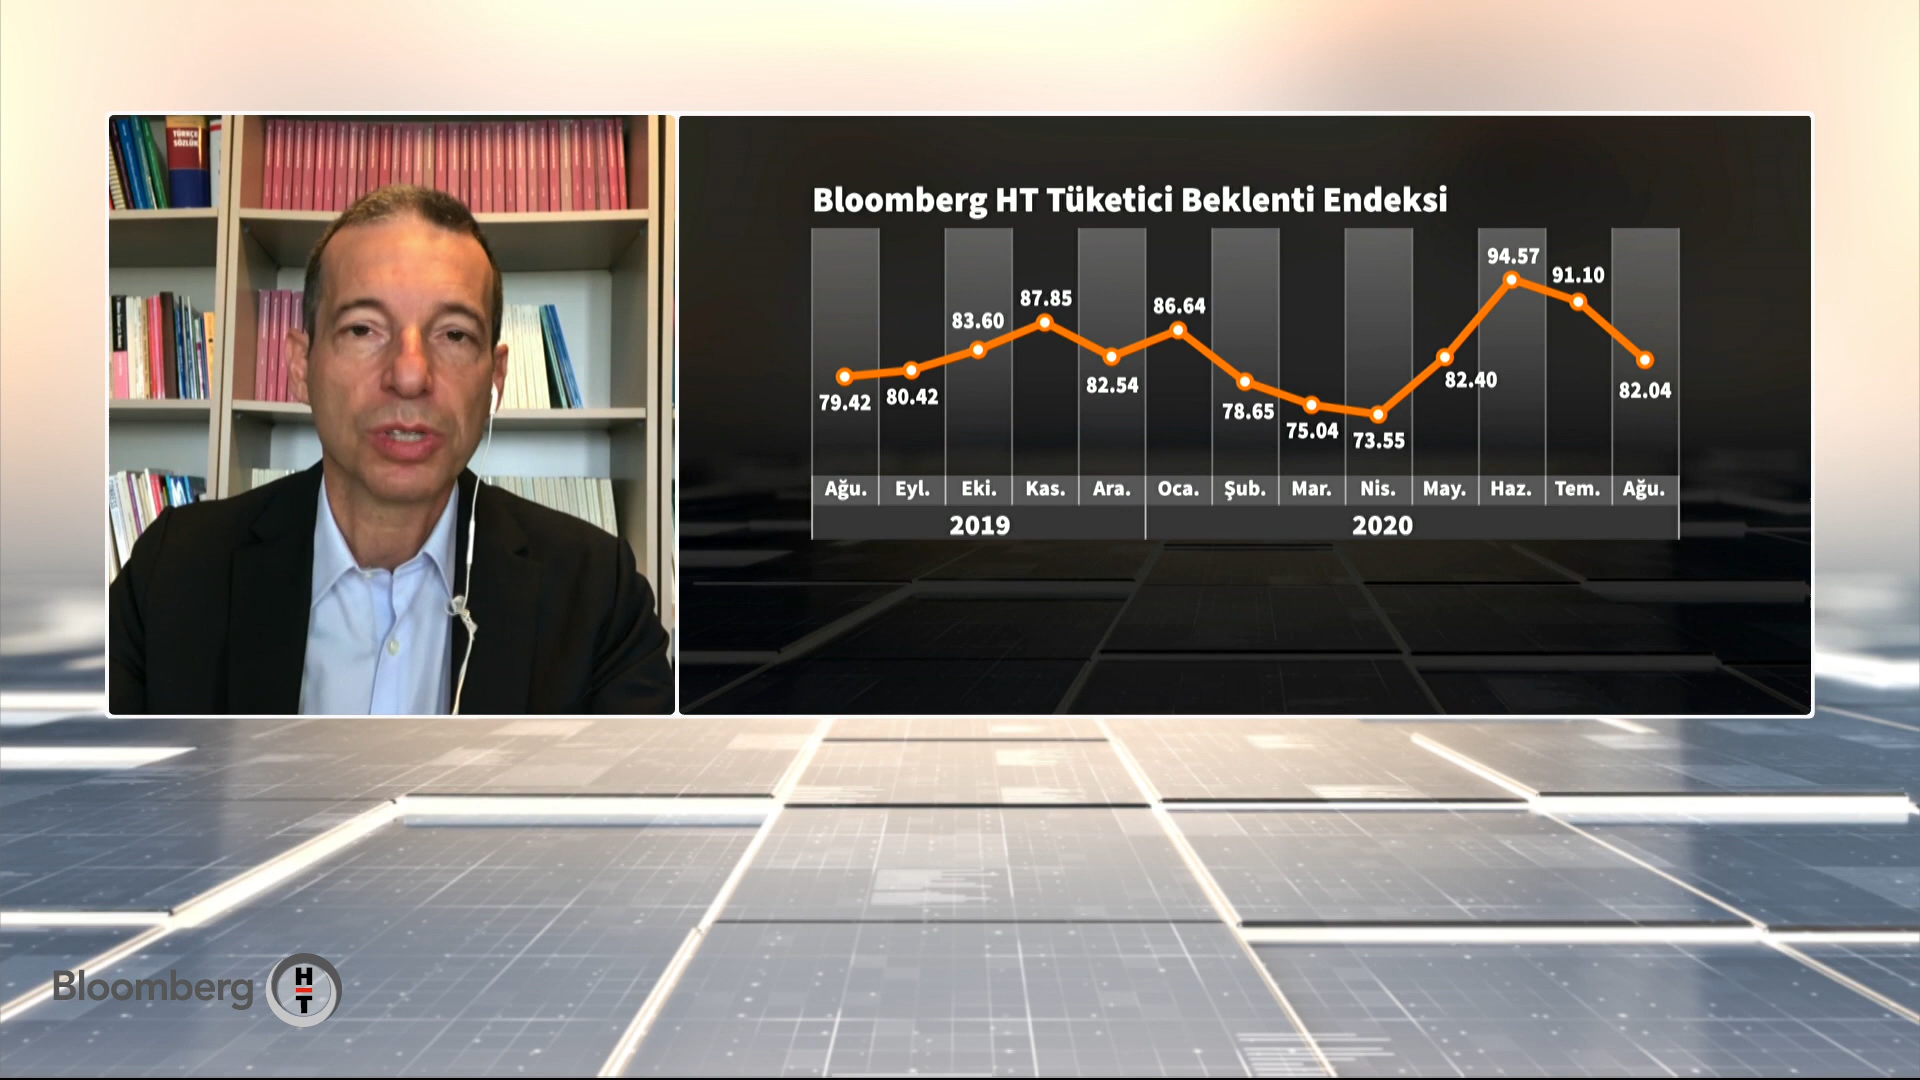 TÜRKÇE
SÖZLÜK
Bloomberg HT Tüketici Beklenti Endeksi
79.42
80.42
83.60
87.85
82.54
86.64
78.65
75.04
73.55
82.40
94.57
91.10
82.04
Ağu. Eyl. Eki. Kas. Ara. Oca. Şub. Mar. Nis. May. Haz. Tem. Ağu.
2019 2020
Bloomberg HT